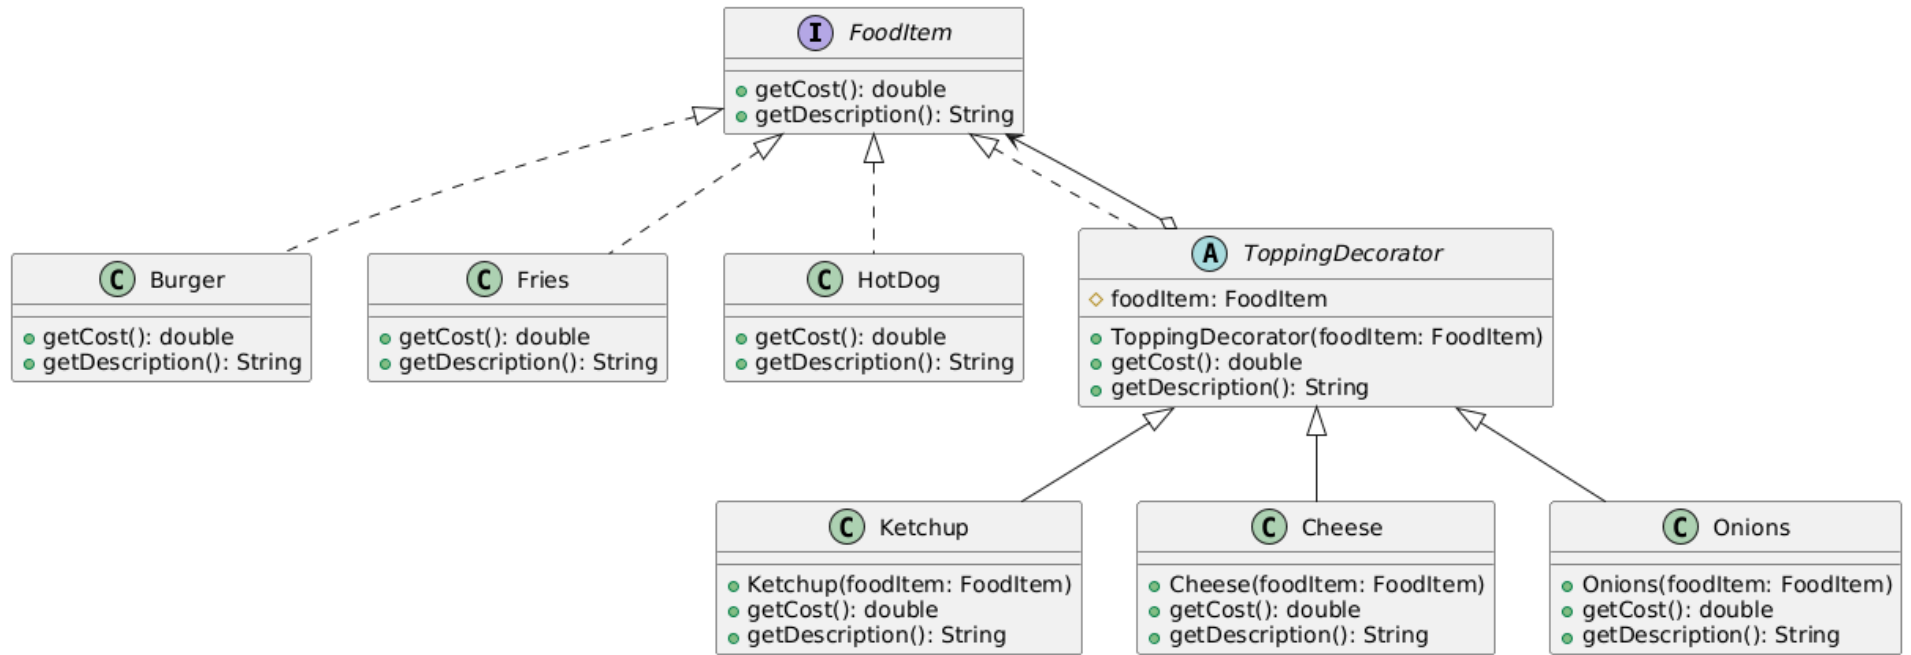 I FoodItem
getCost(): double
getDescription(): String
C Burger
getCost(): double
getDescription(): String
C Fries
getCost(): double
getDescription(): String
C HotDog
getCost(): double
getDescription(): String
A ToppingDecorator
foodItem: FoodItem
ToppingDecorator(foodItem: FoodItem)
getCost(): double
getDescription(): String
C Ketchup
Ketchup(foodItem: FoodItem)
getCost(): double
getDescription(): String
C Cheese
Cheese(foodItem: FoodItem)
getCost(): double
getDescription(): String
C Onions
Onions(foodItem: FoodItem)
getCost(): double
getDescription(): String